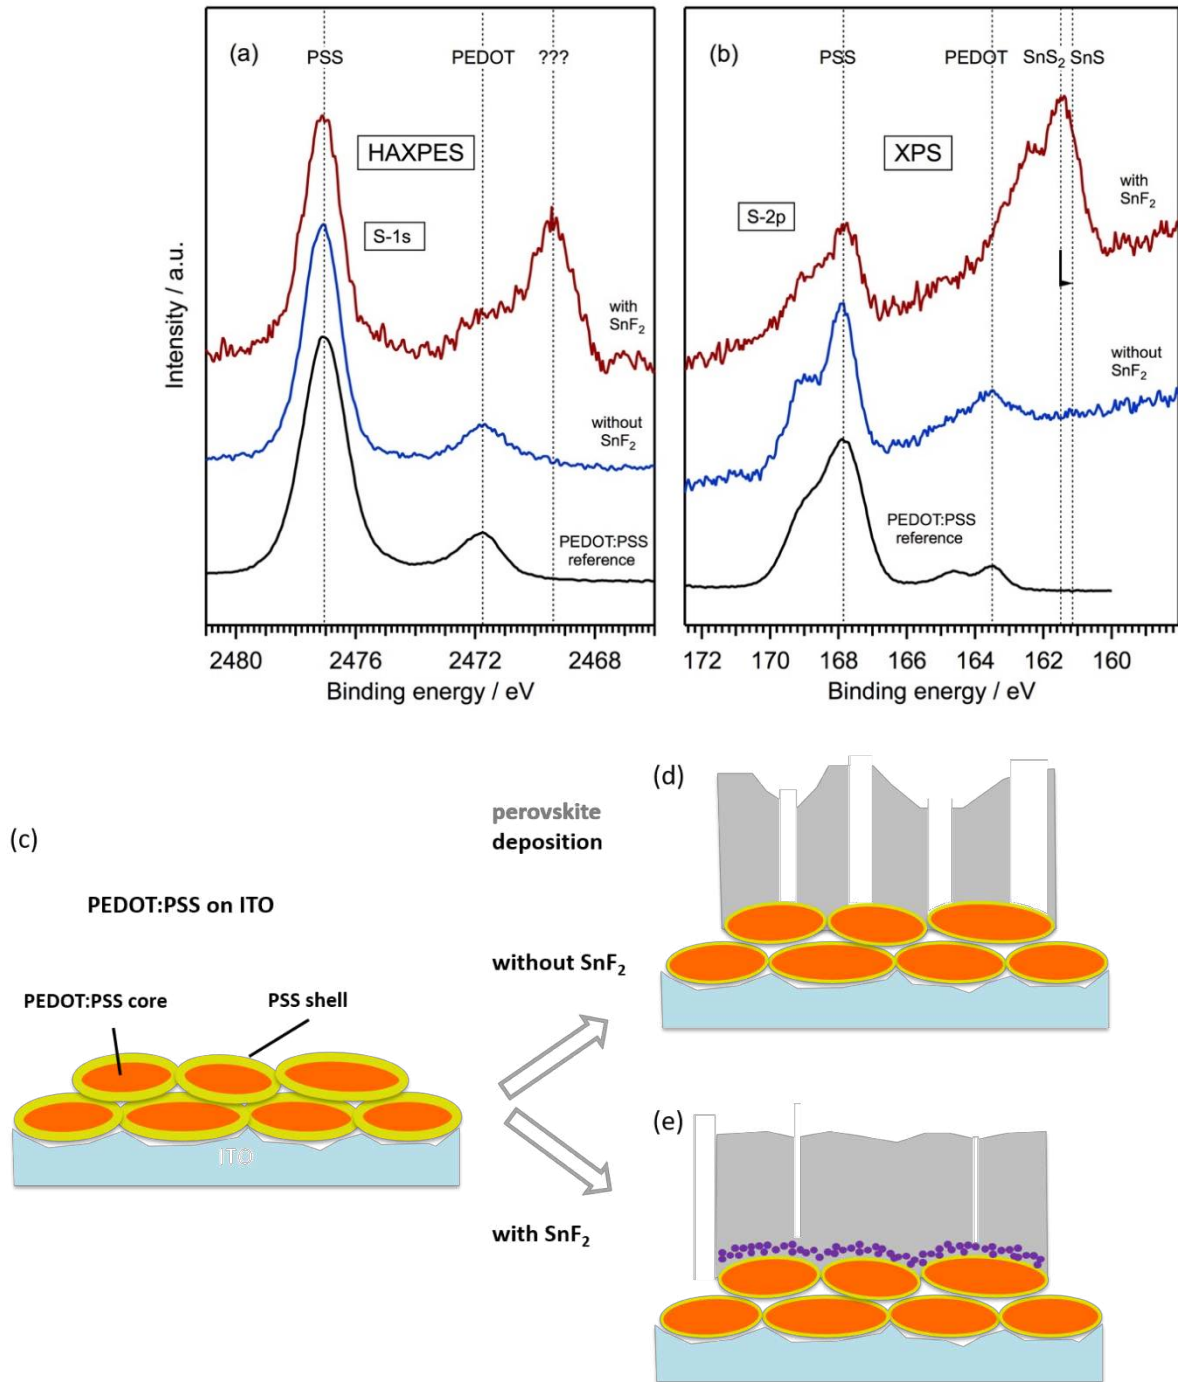 (a)
PSS
PEDOT
???
HAXPES
S-1s
with
SnF₂
without
SnF₂
PEDOT:PSS
reference
Intensity / a.u.
2480
2476
2472
2468
Binding energy / eV
(b)
PSS
PEDOT
SnS₂
SnS
XPS
S-2p
with
SnF₂
without
SnF₂
PEDOT:PSS
reference
172
170
168
166
164
162
160
Binding energy / eV
(c)
PEDOT:PSS on ITO
PEDOT:PSS core
PSS shell
ITO
perovskite
deposition
without SnF₂
with SnF₂
(d)
(e)